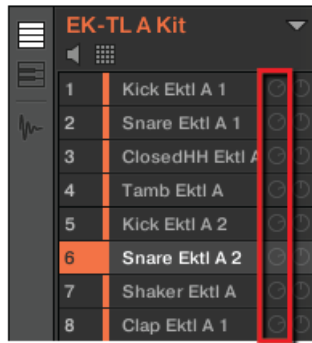 EK-TL A Kit
1 Kick Ektl A 1
2 Snare Ektl A 1
3 ClosedHH Ektl A
4 Tamb Ektl A
5 Kick Ektl A 2
6 Snare Ektl A 2
7 Shaker Ektl A
8 Clap Ektl A 1